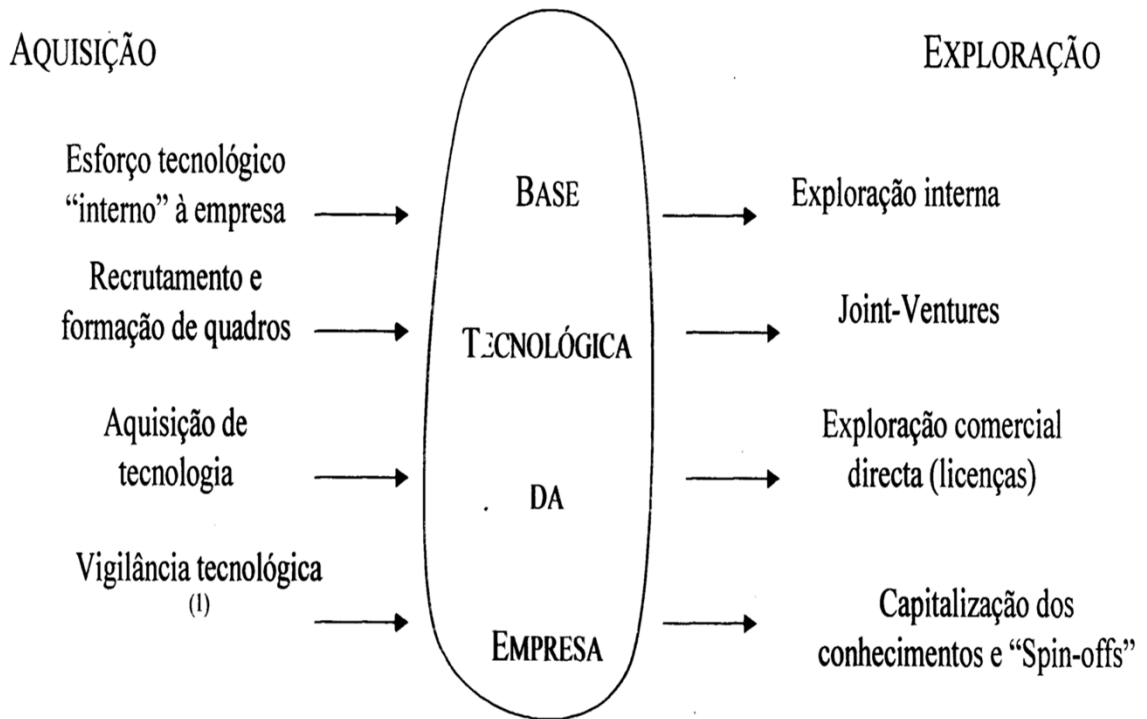 AQUISIÇÃO
EXPLORAÇÃO
Esforço tecnológico
“interno” à empresa
Recrutamento e
formação de quadros
Aquisição de
tecnologia
Vigilância tecnológica
(1)
BASE
TECNOLÓGICA
DA
EMPRESA
Exploração interna
Joint-Ventures
Exploração comercial
directa (licenças)
Capitalização dos
conhecimentos e “Spin-offs”